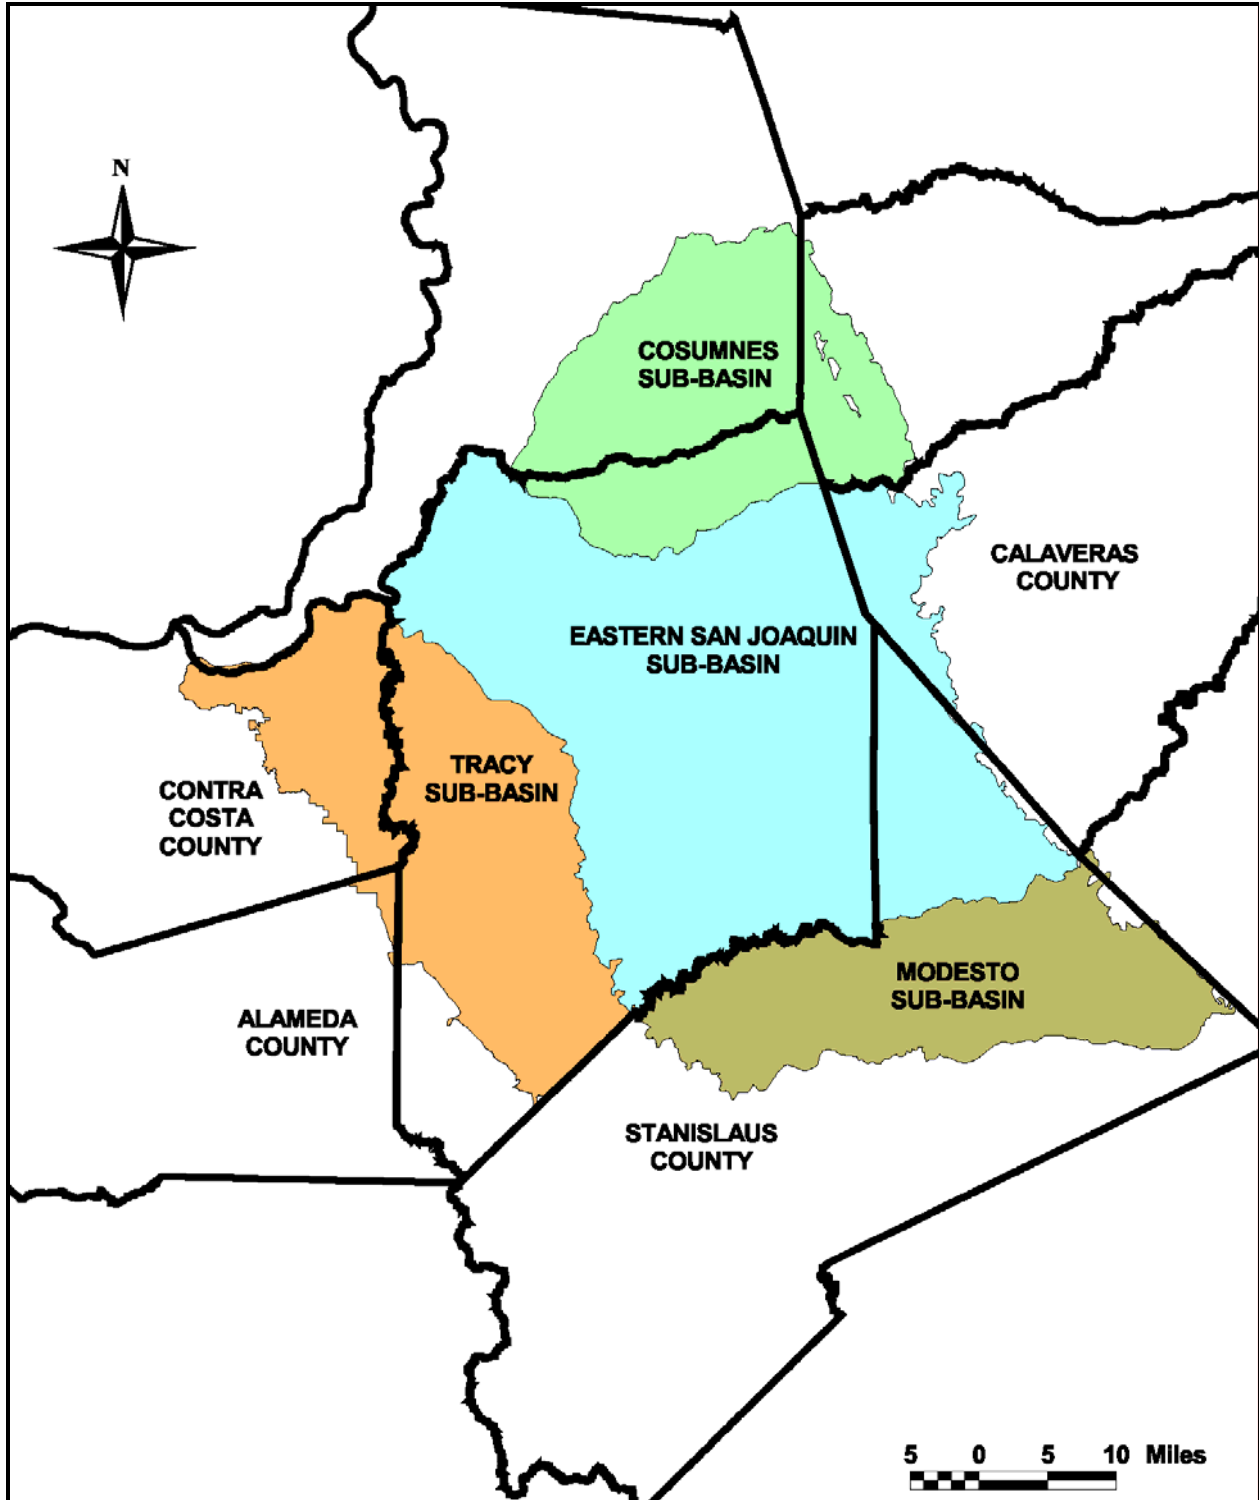 N
COSUMNES
SUB-BASIN
CALAVERAS
COUNTY
EASTERN SAN JOAQUIN
SUB-BASIN
TRACY
SUB-BASIN
CONTRA
COSTA
COUNTY
MODESTO
SUB-BASIN
ALAMEDA
COUNTY
STANISLAUS
COUNTY
5 0 5 10 Miles